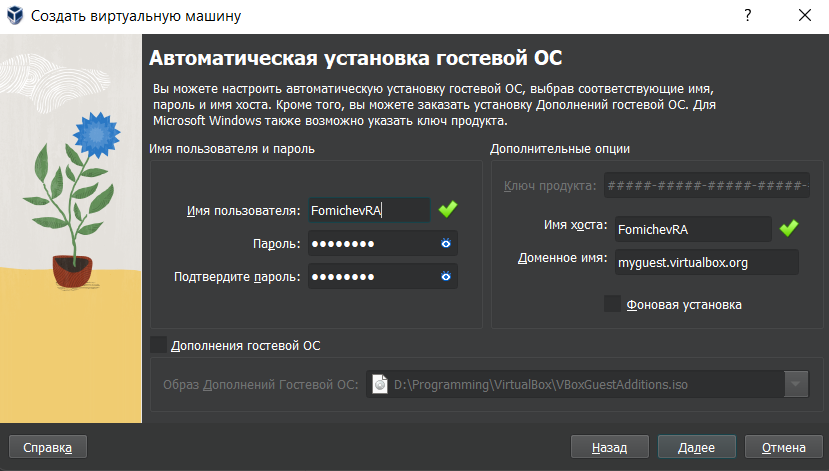 Создать виртуальную машину
?
Автоматическая установка гостевой ОС
Вы можете настроить автоматическую установку гостевой ОС, выбрав соответствующие имя,
пароль и имя хоста. Кроме того, вы можете заказать установку Дополнений гостевой ОС. Для
Microsoft Windows также возможно указать ключ продукта.
Имя пользователя и пароль
Имя пользователя: FomichevRA
Пароль: ●●●●●●●●
Подтвердите пароль: ●●●●●●●●
Дополнительные опции
Ключ продукта: #####-#####-#####-#####-
Имя хоста: FomichevRA
Доменное имя: myguest.virtualbox.org
Фоновая установка
Дополнения гостевой ОС
Образ Дополнений Гостевой ОС: D:\Programming\VirtualBox\VBoxGuestAdditions.iso
Справка
Назад
Далее
Отмена